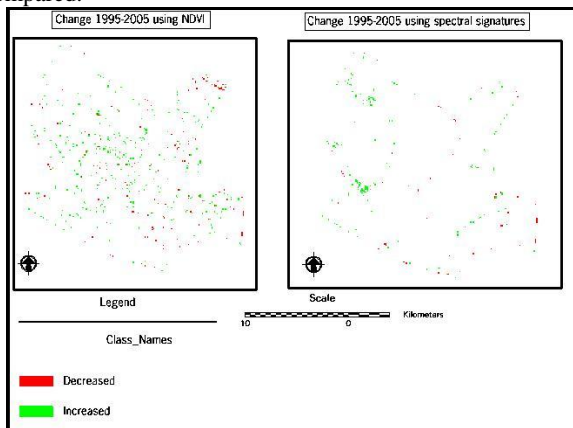 Change 1995-2005 using NDVI
Change 1995-2005 using spectral signatures
Legend
Scale
10 0 Kilometers
Class_Names
Decreased
Increased